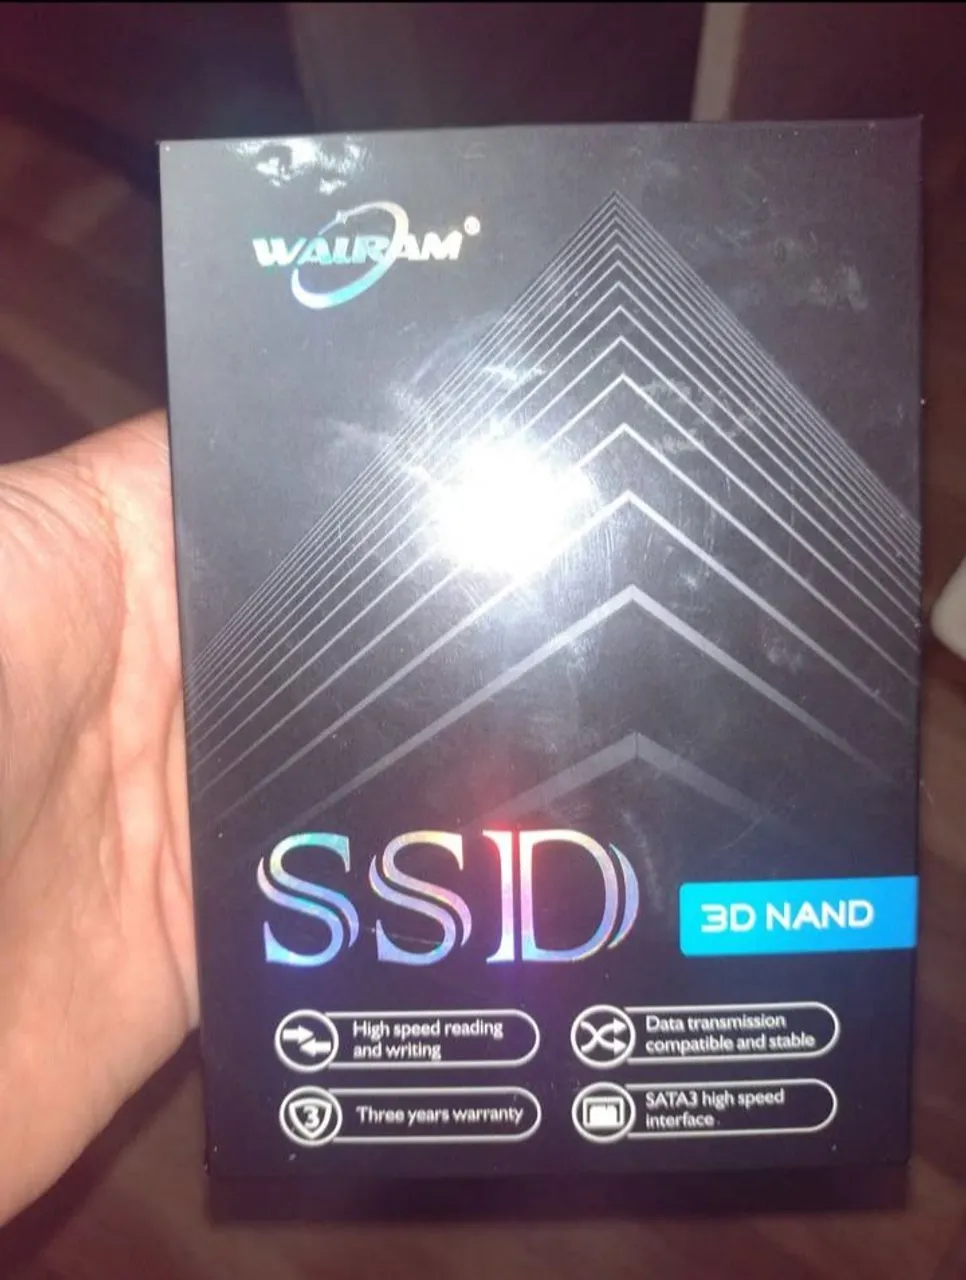 WALRAM®
SSD
3D NAND
High speed reading
and writing
Data transmission
compatible and stable
3
Three years warranty
SATA3 high speed
interface